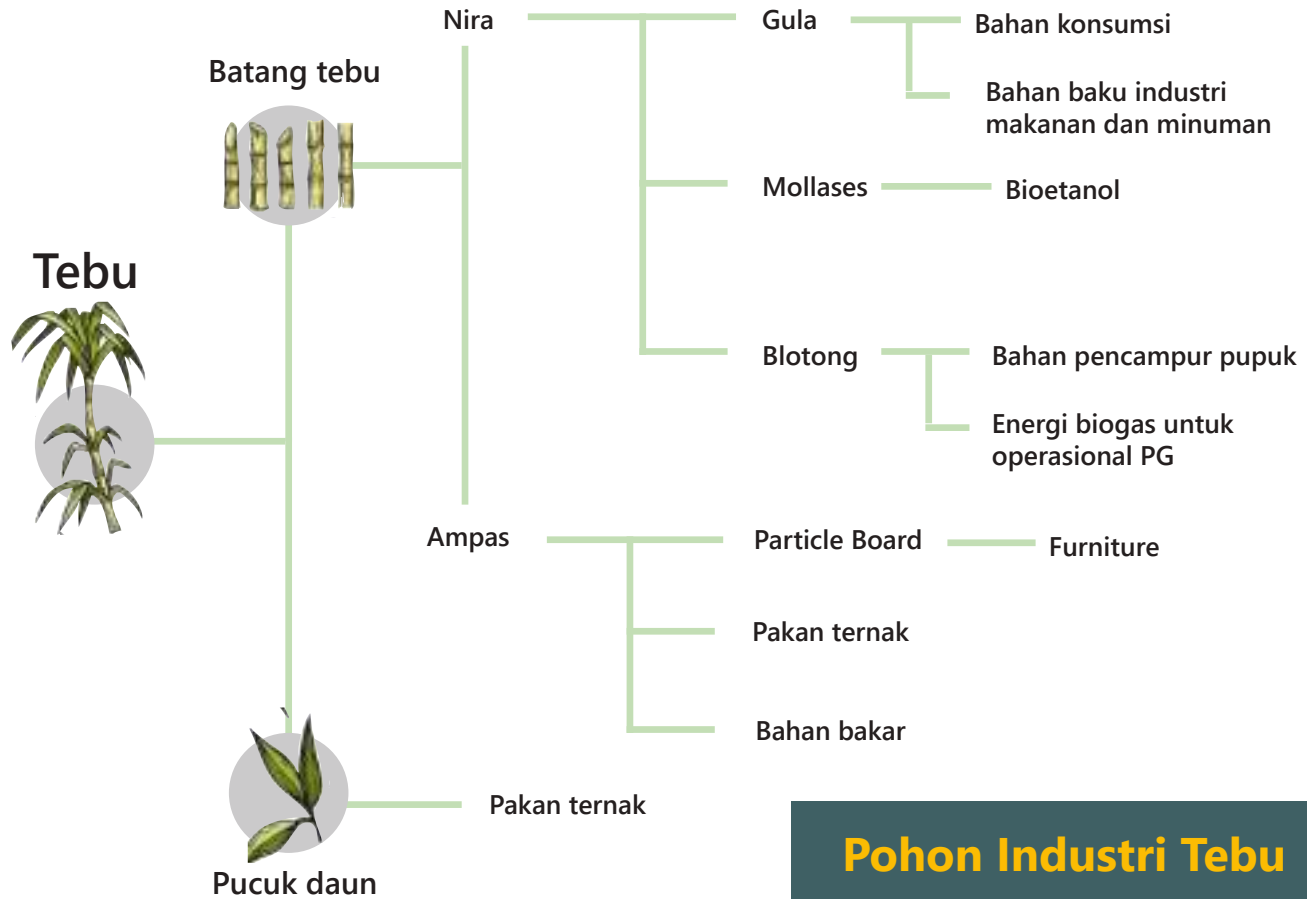 Nira
Gula
Bahan konsumsi
Batang tebu
Bahan baku industri
makanan dan minuman
Mollases
Bioetanol
Tebu
Blotong
Bahan pencampur pupuk
Energi biogas untuk
operasional PG
Ampas
Particle Board
Furniture
Pakan ternak
Bahan bakar
Pakan ternak
Pucuk daun
Pohon Industri Tebu